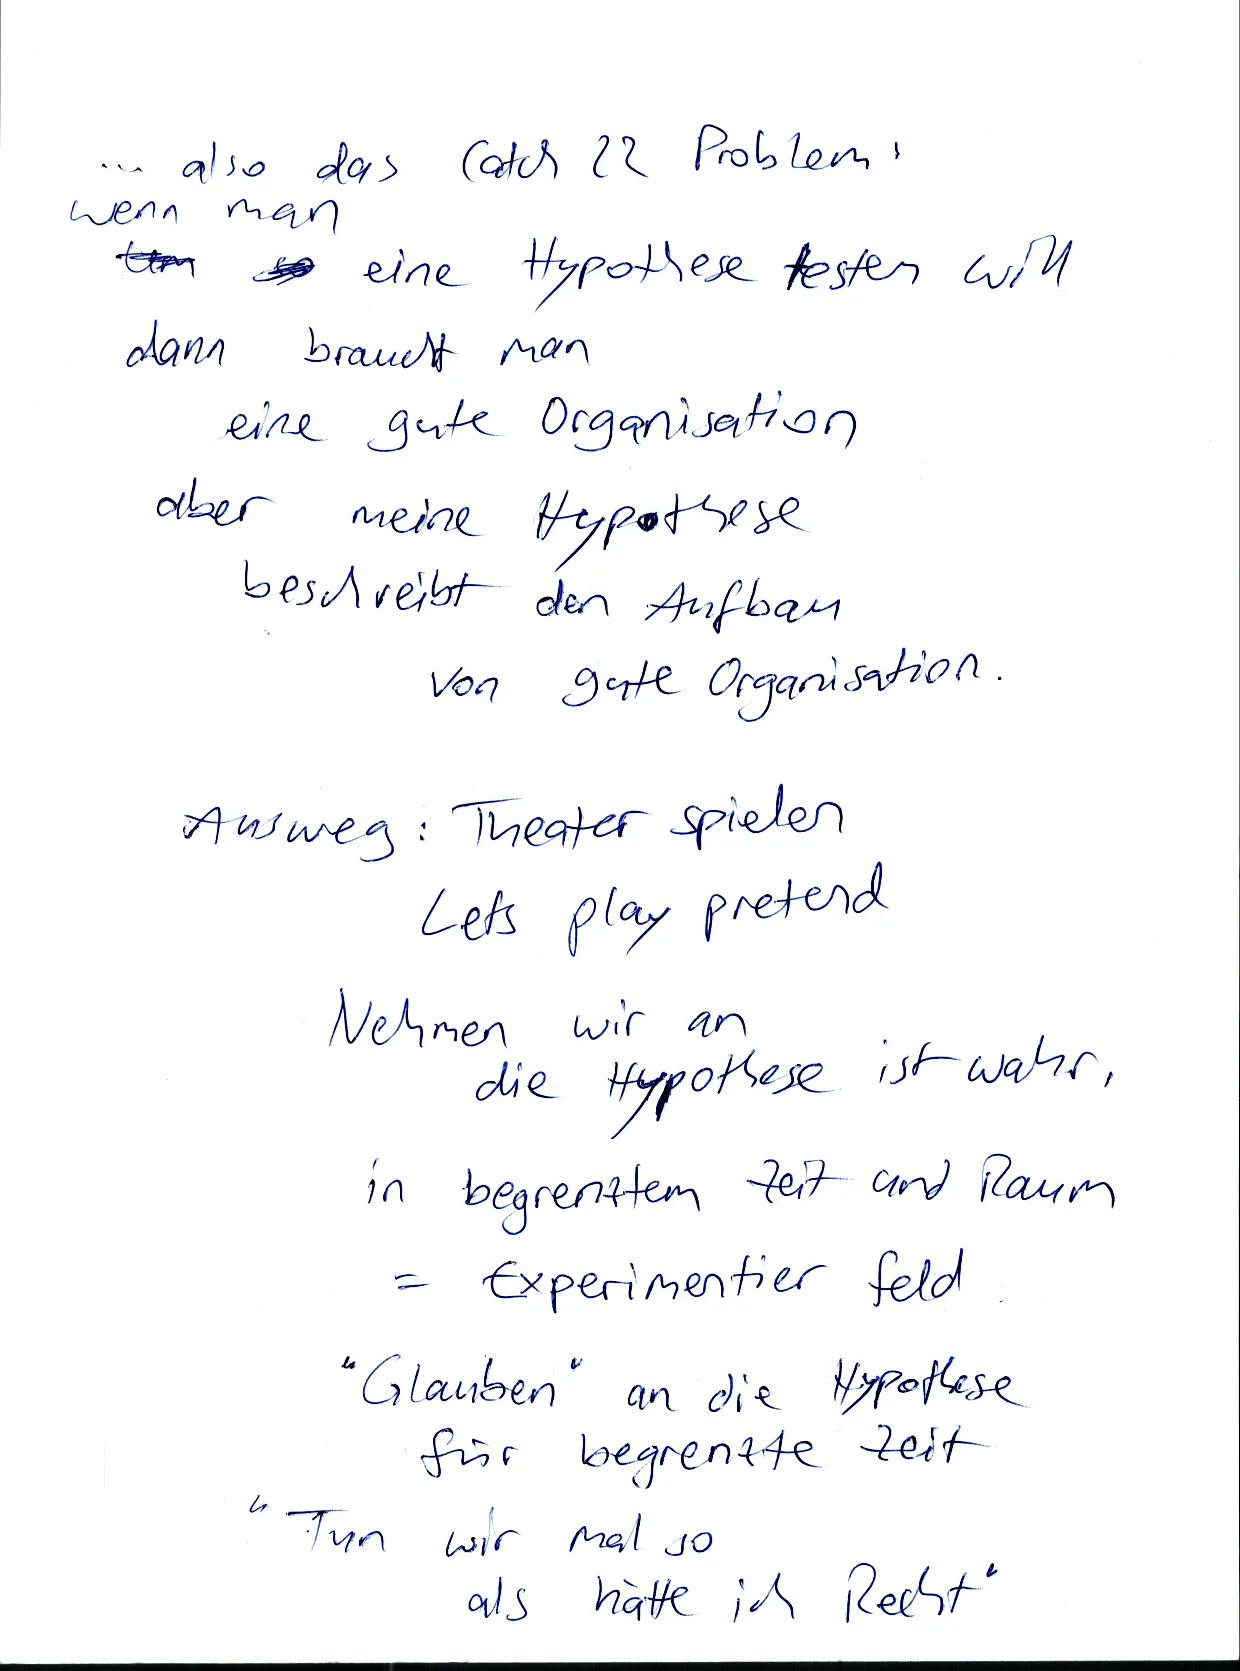 ... also das Catch 22 Problem:
wenn man
eine Hypothese testen will
dann braucht man
eine gute Organisation
aber meine Hypothese
beschreibt den Aufbau
von gute Organisation.
Ausweg: Theater spielen
Lets play pretend
Nehmen wir an
die Hypothese ist wahr,
in begrenztem Zeit und Raum
= Experimentier feld
"Glauben" an die Hypothese
für begrenzte Zeit
"Tun wir mal so
als hätte ich Recht"